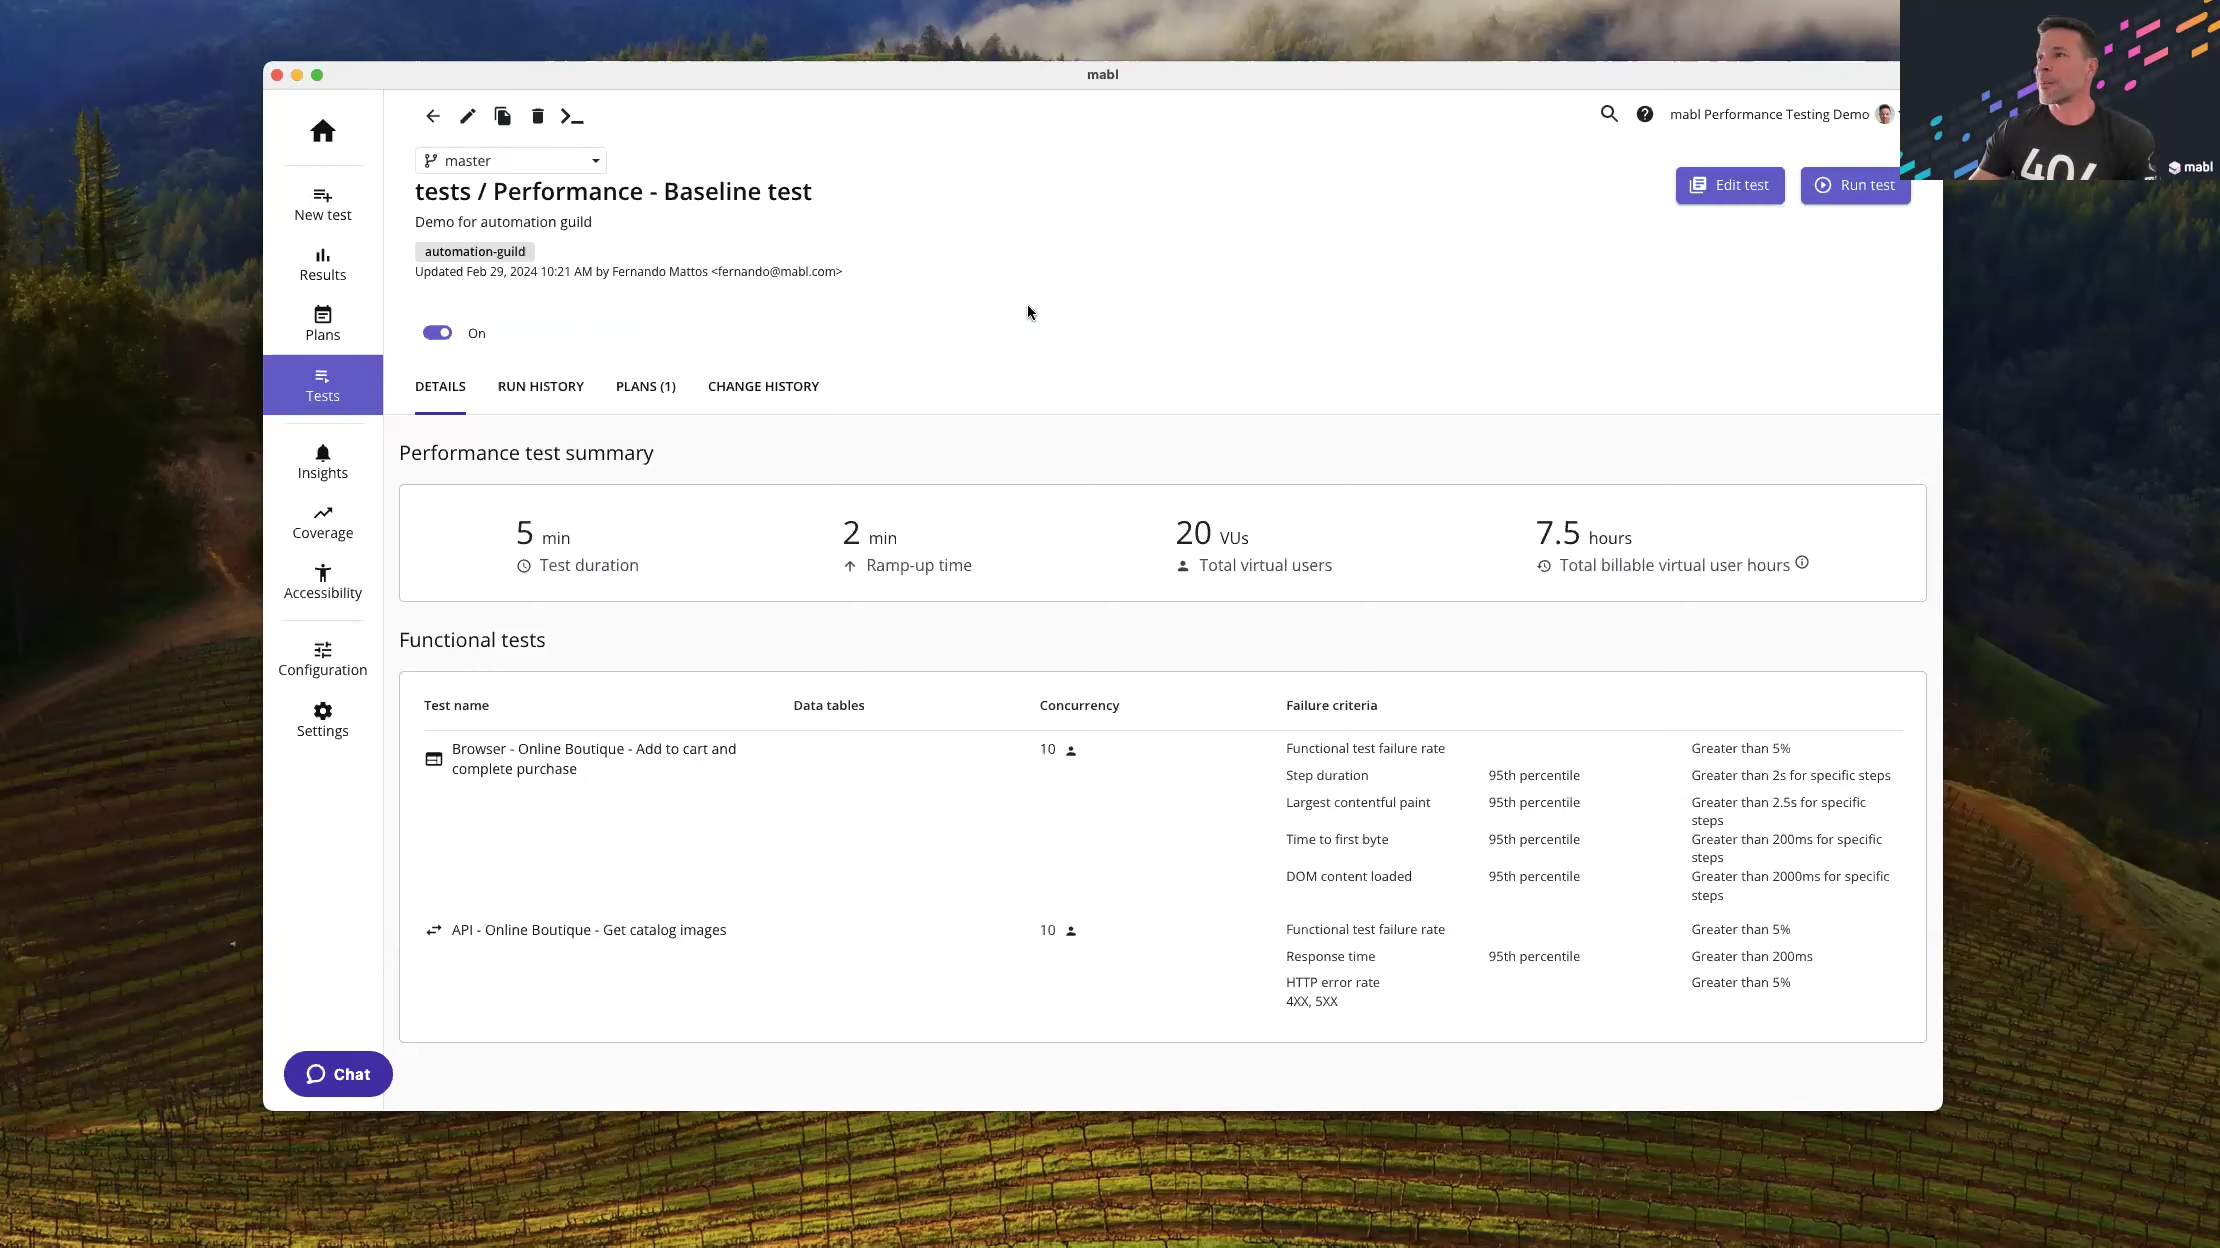 mabl
mabl Performance Testing Demo
404
mabl
master
tests / Performance - Baseline test
Edit test
Run test
Demo for automation guild
automation-guild
Updated Feb 29, 2024 10:21 AM by Fernando Mattos <fernando@mabl.com>
On
New test
Results
Plans
Tests
Insights
Coverage
Accessibility
Configuration
Settings
Chat
DETAILS
RUN HISTORY
PLANS (1)
CHANGE HISTORY
Performance test summary
5 min
Test duration
2 min
Ramp-up time
20 VUs
Total virtual users
7.5 hours
Total billable virtual user hours
Functional tests
Test name
Data tables
Concurrency
Failure criteria
Browser - Online Boutique - Add to cart and
complete purchase
10
Functional test failure rate
Greater than 5%
Step duration
95th percentile
Greater than 2s for specific steps
Largest contentful paint
95th percentile
Greater than 2.5s for specific
steps
Time to first byte
95th percentile
Greater than 200ms for specific
steps
DOM content loaded
95th percentile
Greater than 2000ms for specific
steps
API - Online Boutique - Get catalog images
10
Functional test failure rate
Greater than 5%
Response time
95th percentile
Greater than 200ms
HTTP error rate
4XX, 5XX
Greater than 5%